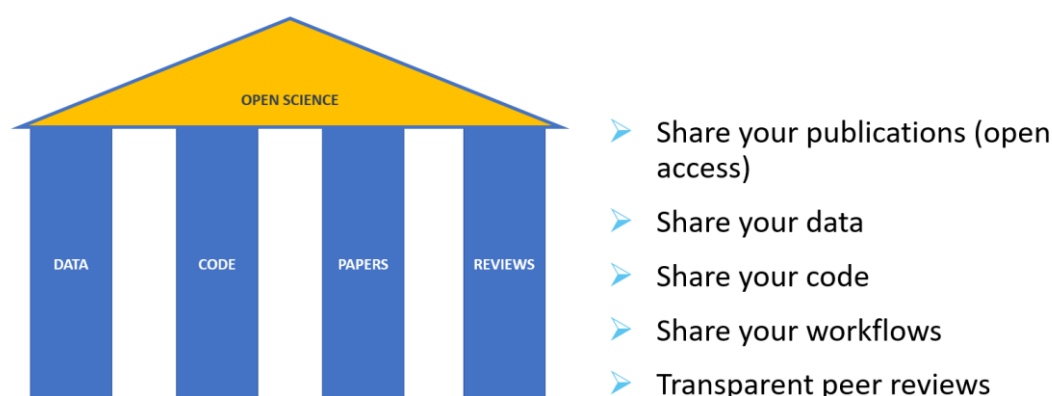 OPEN SCIENCE
DATA
CODE
PAPERS
REVIEWS
Share your publications (open
access)
Share your data
Share your code
Share your workflows
Transparent peer reviews